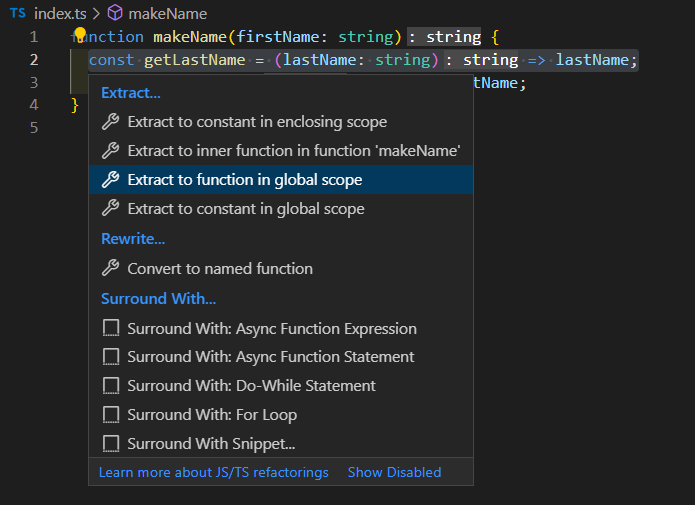 TS index.ts > makeName
1 function makeName(firstName: string): string {
2 const getLastName = (lastName: string): string => lastName;
3 tName;
4 }
5
Extract...
Extract to constant in enclosing scope
Extract to inner function in function 'makeName'
Extract to function in global scope
Extract to constant in global scope
Rewrite...
Convert to named function
Surround With...
Surround With: Async Function Expression
Surround With: Async Function Statement
Surround With: Do-While Statement
Surround With: For Loop
Surround With Snippet...
Learn more about JS/TS refactorings Show Disabled